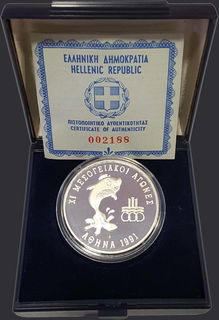 ΕΛΛΗΝΙΚΗ ΔΗΜΟΚΡΑΤΙΑ
HELLENIC REPUBLIC
ΠΙΣΤΟΠΟΙΗΤΙΚΟ ΑΥΘΕΝΤΙΚΟΤΗΤΑΣ
CERTIFICATE OF AUTHENTICITY
002188
XI ΜΕΣΟΓΕΙΑΚΟΙ ΑΓΩΝΕΣ
ΑΘΗΝΑ 1991